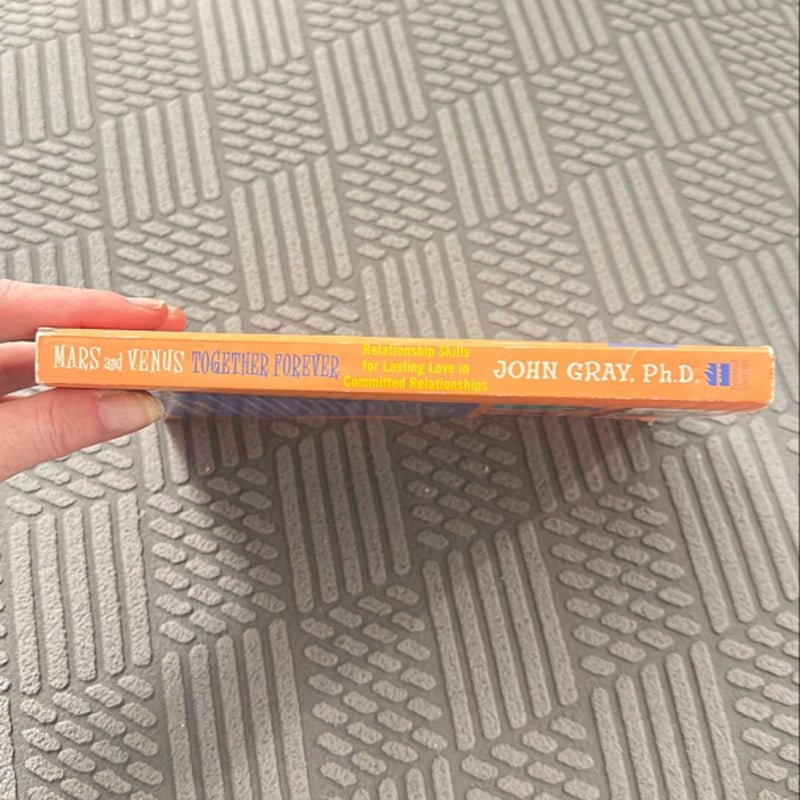 MARS and VENUS TOGETHER FOREVER
Relationship Skills
for Lasting Love in
Committed Relationships
JOHN GRAY, Ph.D.